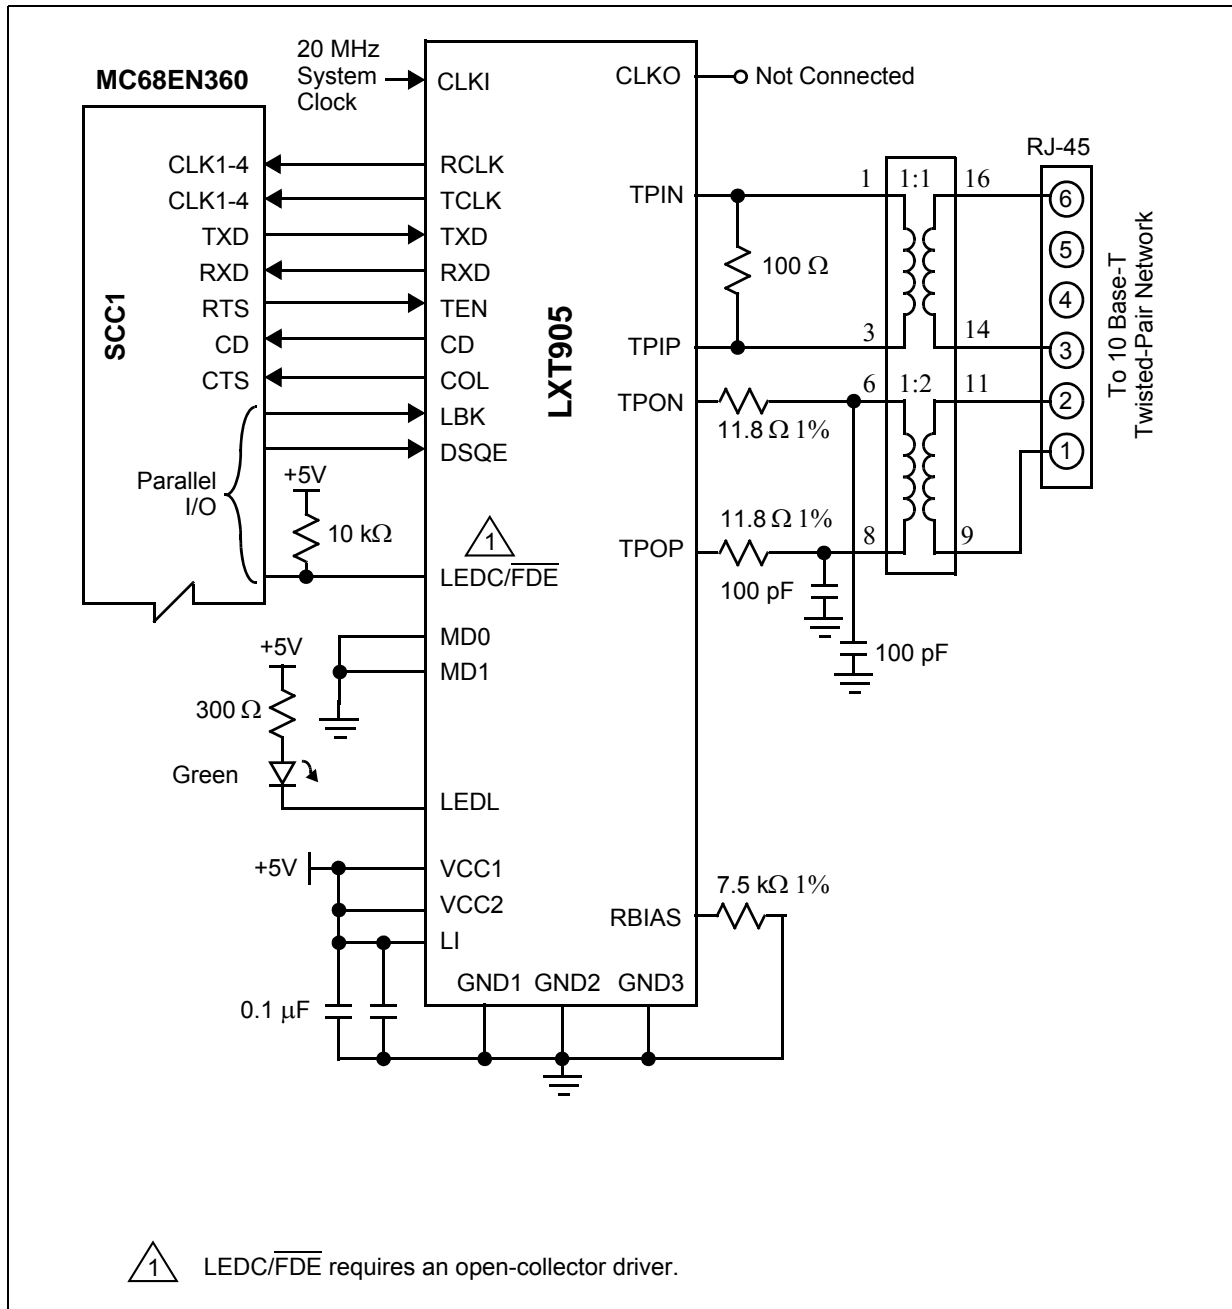 20 MHz
System
Clock
MC68EN360
CLKI
CLKO
Not Connected
RJ-45
CLK1-4
RCLK
CLK1-4
TCLK
TXD
TXD
RXD
RXD
RTS
TEN
CD
CD
CTS
COL
LBK
DSQE
SCC1
Parallel
I/O
+5V
10 kΩ
1
LEDC/FDE
LXT905
TPIN
1
1:1
16
100 Ω
TPIP
3
14
TPON
11.8 Ω 1%
6
1:2
11
TPOP
11.8 Ω 1%
8
9
100 pF
100 pF
6
5
4
3
2
1
To 10 Base-T
Twisted-Pair Network
MD0
MD1
+5V
300 Ω
Green
LEDL
+5V
VCC1
VCC2
LI
0.1 μF
RBIAS
7.5 kΩ 1%
GND1
GND2
GND3
1
LEDC/FDE requires an open-collector driver.